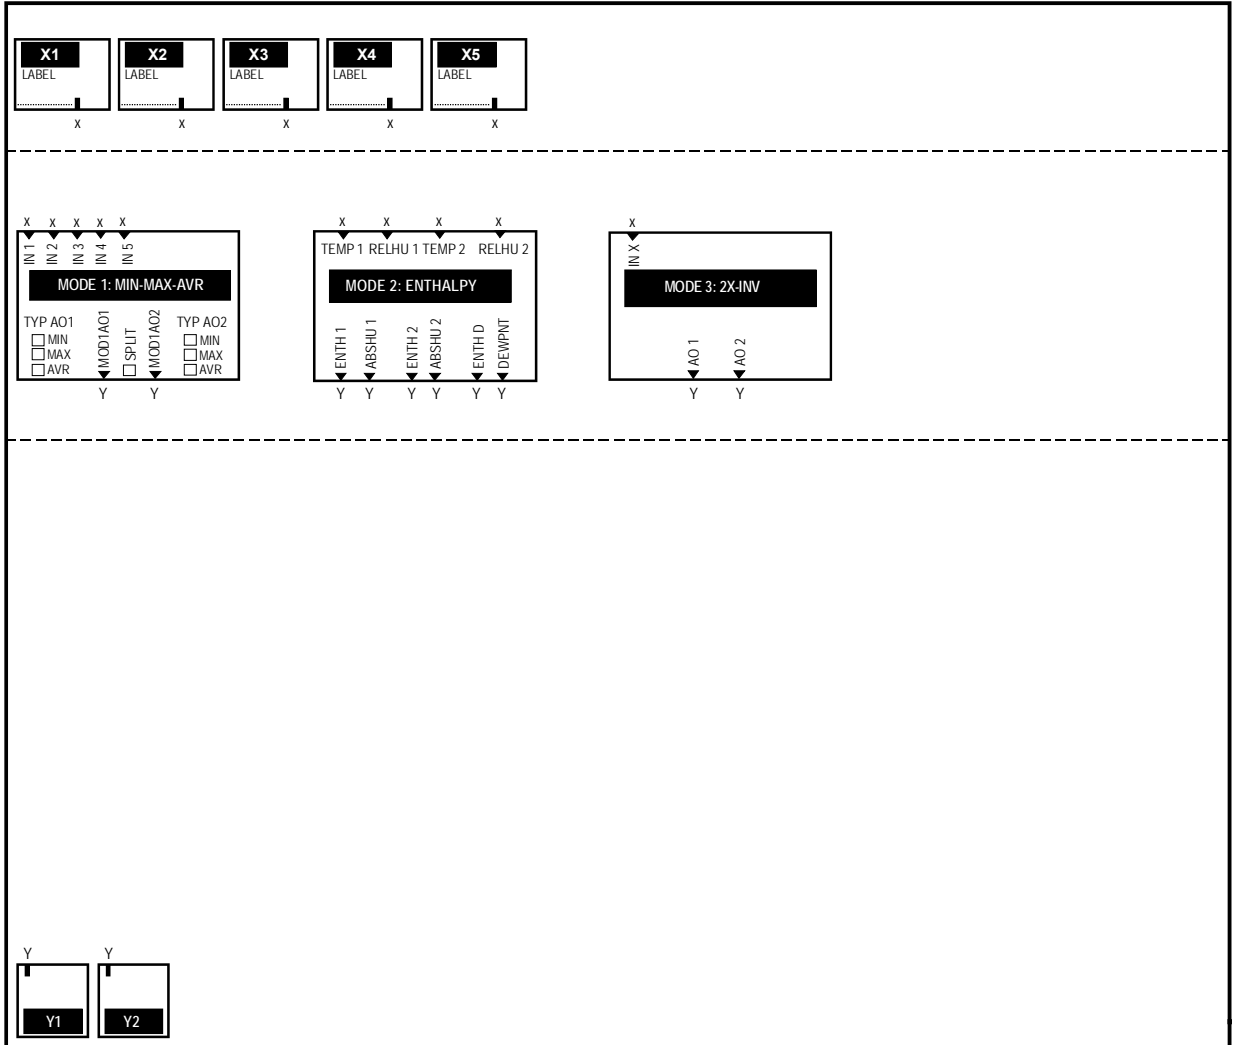 X1 X2 X3 X4 X5
LABEL LABEL LABEL LABEL LABEL
x x x x x
x x x x x
IN 1 IN 2 IN 3 IN 4 IN 5
MODE 1: MIN-MAX-AVR
TYP AO1
MIN
MAX
AVR
MOD1AO1
SPLIT
MOD1AO2
TYP AO2
MIN
MAX
AVR
Y Y
x x x x
TEMP 1 RELHU 1 TEMP 2 RELHU 2
MODE 2: ENTHALPY
ENTH 1 ABSHU 1 ENTH 2 ABSHU 2 ENTH D DEWPNT
Y Y Y Y Y Y
x
IN X
MODE 3: 2X-INV
AO 1 AO 2
Y Y
Y Y
Y1 Y2